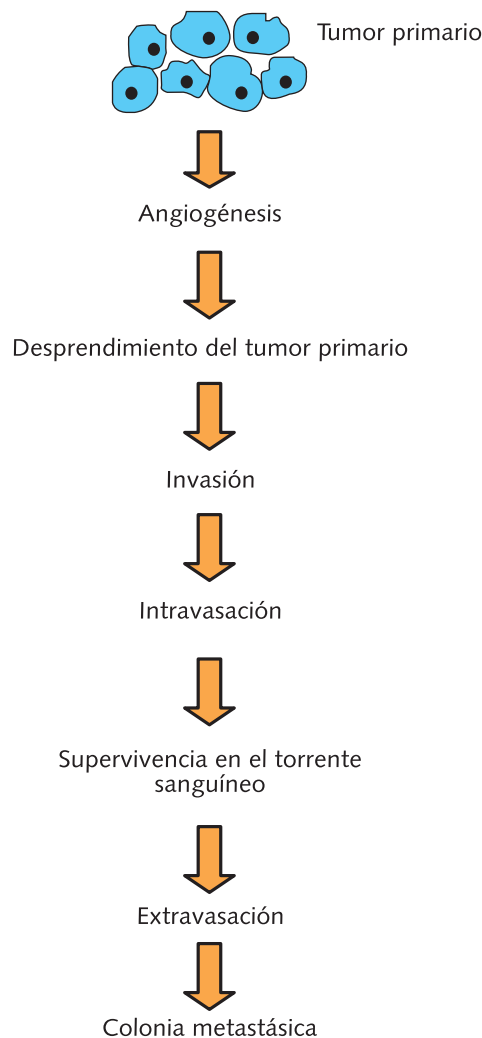 Tumor primario
Angiogénesis
Desprendimiento del tumor primario
Invasión
Intravasación
Supervivencia en el torrente
sanguíneo
Extravasación
Colonia metastásica